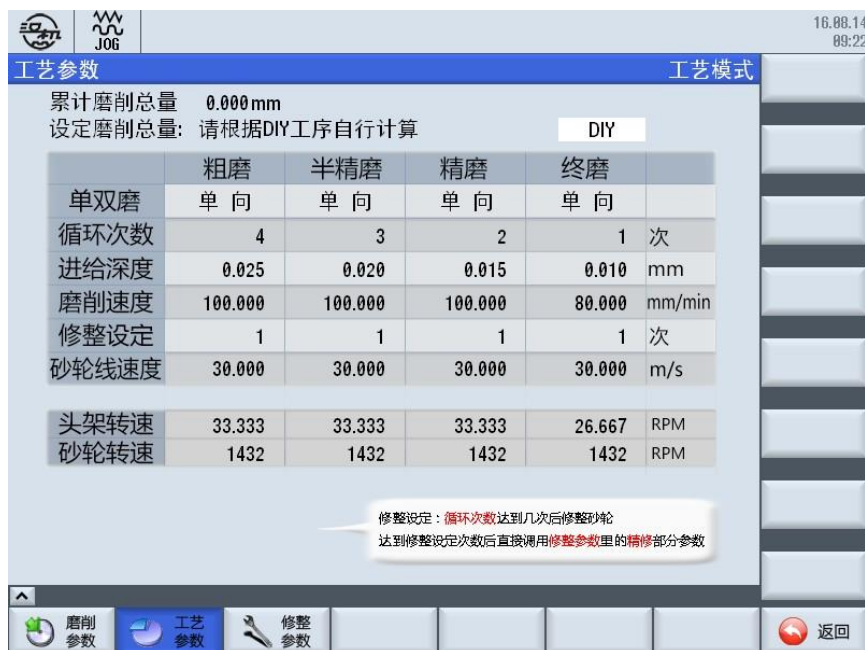 汉机
JOG
16.08.14
09:22
工艺参数 工艺模式
累计磨削总量 0.000mm
设定磨削总量: 请根据DIY工序自行计算 DIY
粗磨 半精磨 精磨 终磨
单双磨 单向 单向 单向 单向
循环次数 4 3 2 1 次
进给深度 0.025 0.020 0.015 0.010 mm
磨削速度 100.000 100.000 100.000 80.000 mm/min
修整设定 1 1 1 1 次
砂轮线速度 30.000 30.000 30.000 30.000 m/s
头架转速 33.333 33.333 33.333 26.667 RPM
砂轮转速 1432 1432 1432 1432 RPM
修整设定：循环次数达到几次后修整砂轮
达到修整设定次数后直接调用修整参数里的精修部分参数
磨削参数 工艺参数 修整参数 返回